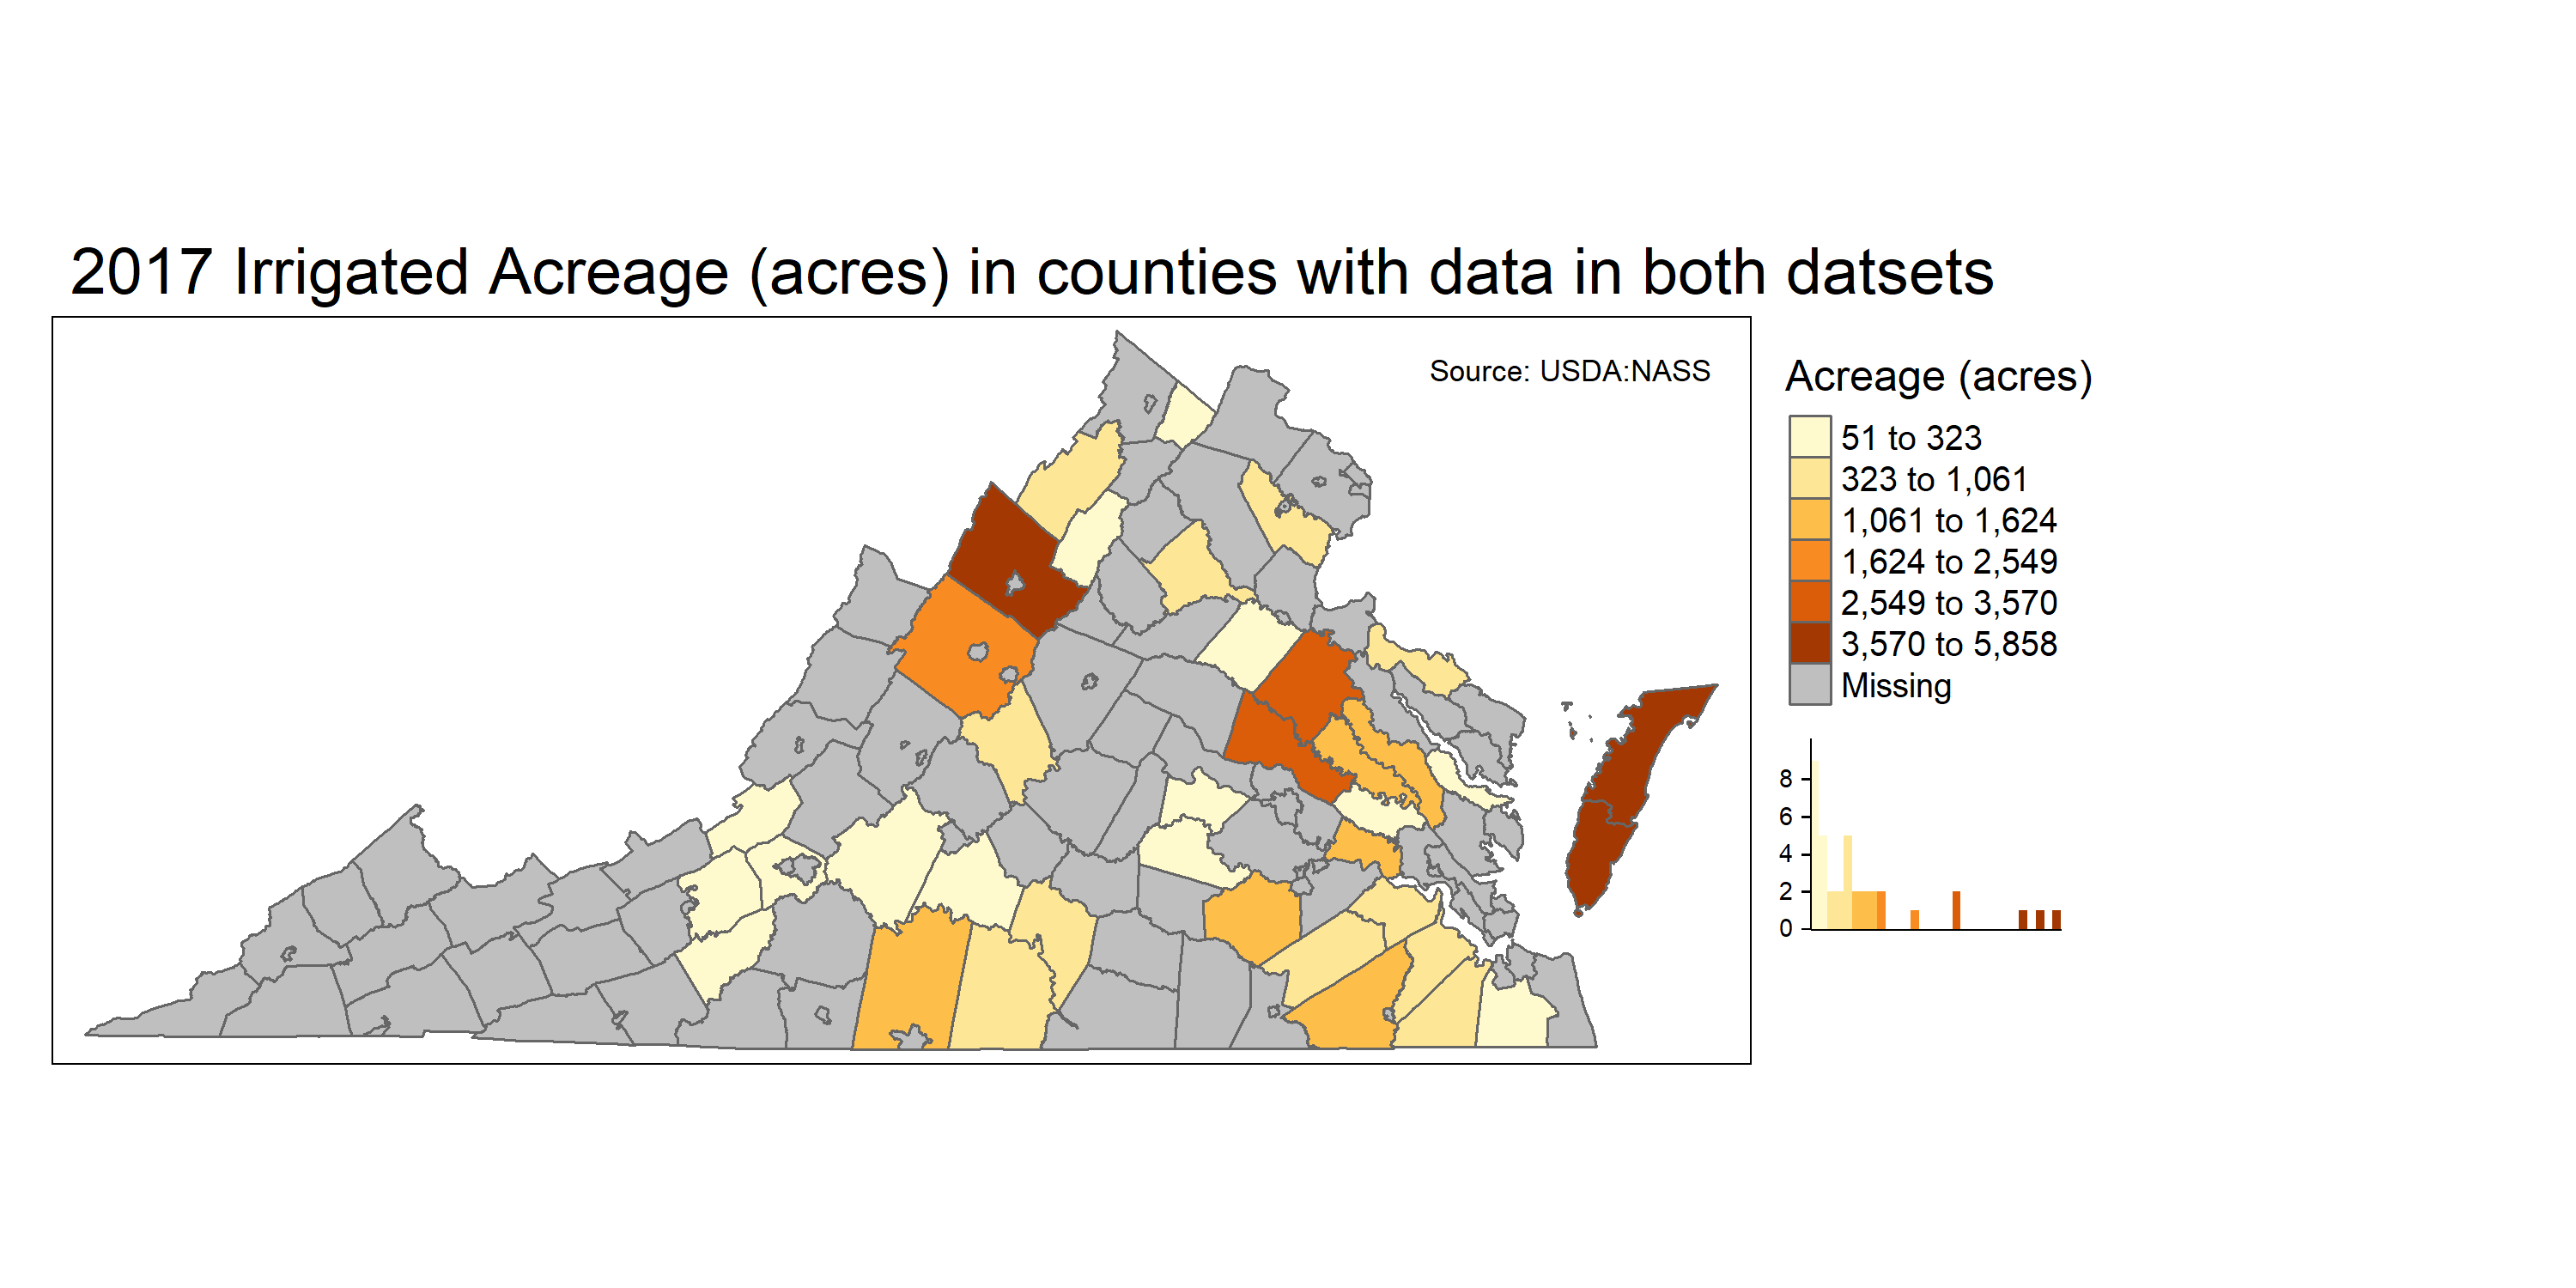 2017 Irrigated Acreage (acres) in counties with data in both datsets
Source: USDA:NASS
Acreage (acres)
51 to 323
323 to 1,061
1,061 to 1,624
1,624 to 2,549
2,549 to 3,570
3,570 to 5,858
Missing
8
6
4
2
0